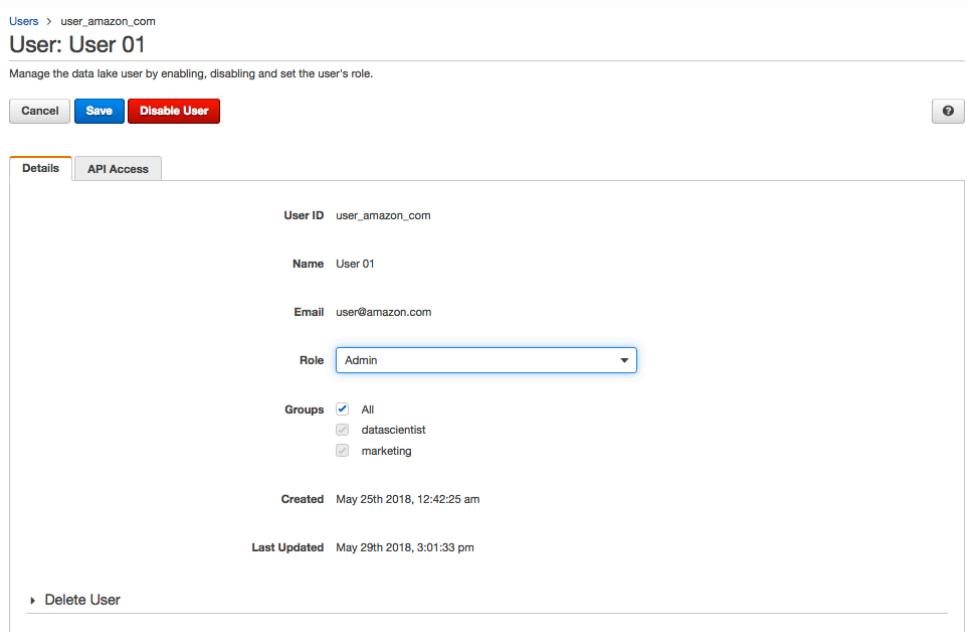 Users > user_amazon_com
User: User 01
Manage the data lake user by enabling, disabling and set the user's role.
Cancel Save Disable User ?
Details API Access
User ID user_amazon_com
Name User 01
Email user@amazon.com
Role Admin
Groups All
datascientist
marketing
Created May 25th 2018, 12:42:25 am
Last Updated May 29th 2018, 3:01:33 pm
Delete User